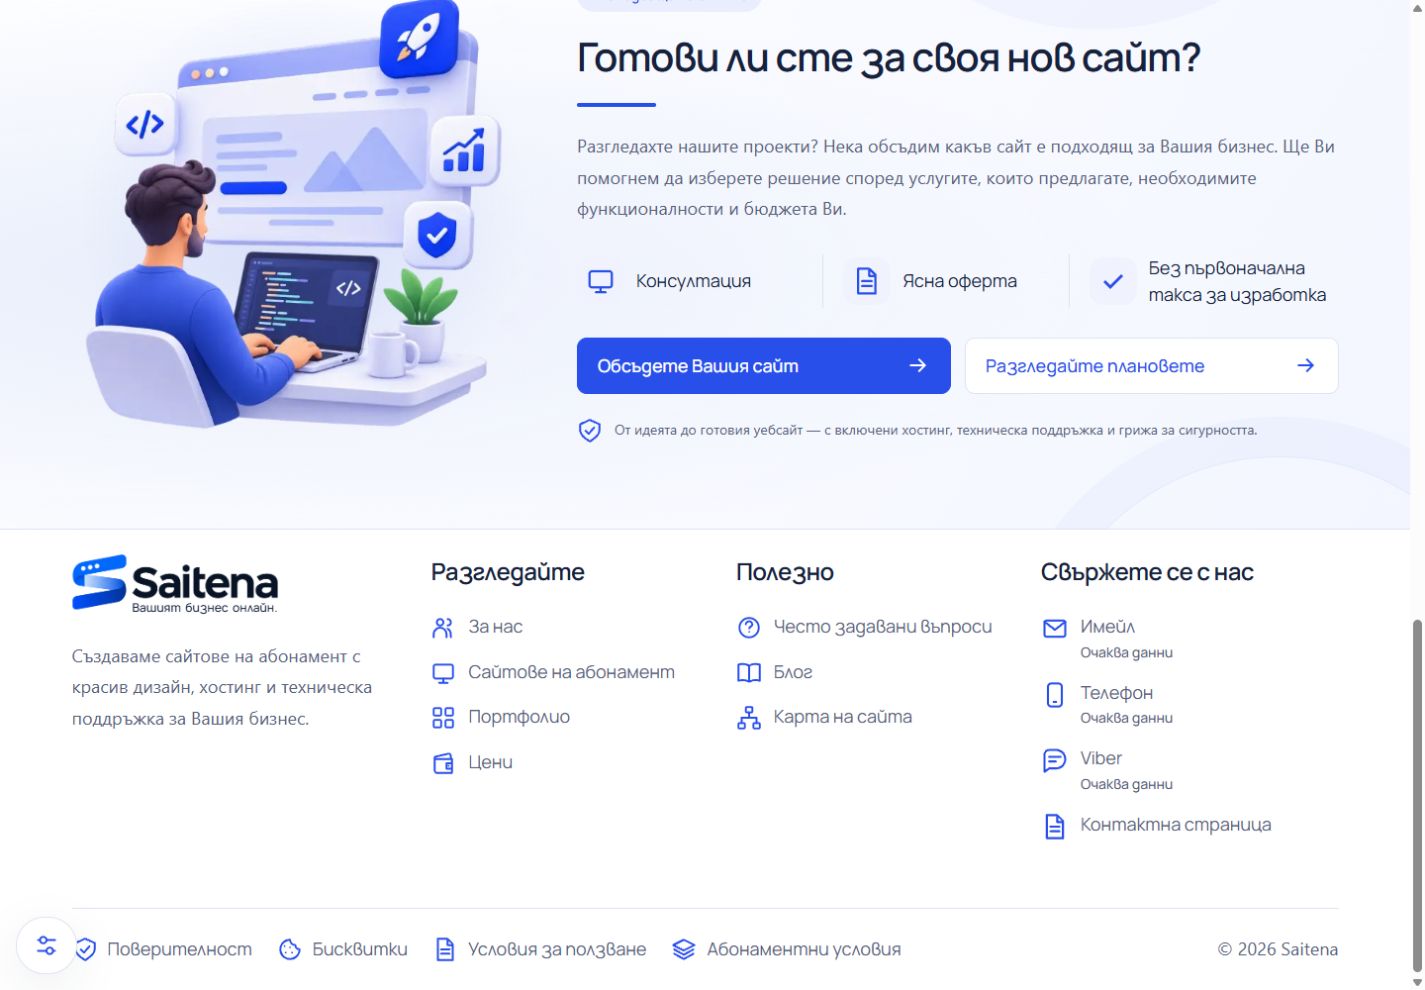 Готови ли сте за своя нов сайт?
Разгледахте нашите проекти? Нека обсъдим какъв сайт е подходящ за Вашия бизнес. Ще Ви
помогнем да изберете решение според услугите, които предлагате, необходимите
функционалности и бюджета Ви.
Консултация
Ясна оферта
Без първоначална
такса за изработка
Обсъдете Вашия сайт
Разгледайте плановете
От идеята до готовия уебсайт — с включени хостинг, техническа поддръжка и грижа за сигурността.
Saitena
Вашият бизнес онлайн.
Създаваме сайтове на абонамент с
красив дизайн, хостинг и техническа
поддръжка за Вашия бизнес.
Разгледайте
За нас
Сайтове на абонамент
Портфолио
Цени
Полезно
Често задавани въпроси
Блог
Карта на сайта
Свържете се с нас
Имейл
Очаква данни
Телефон
Очаква данни
Viber
Очаква данни
Контактна страница
Поверителност
Бисквитки
Условия за ползване
Абонаментни условия
© 2026 Saitena